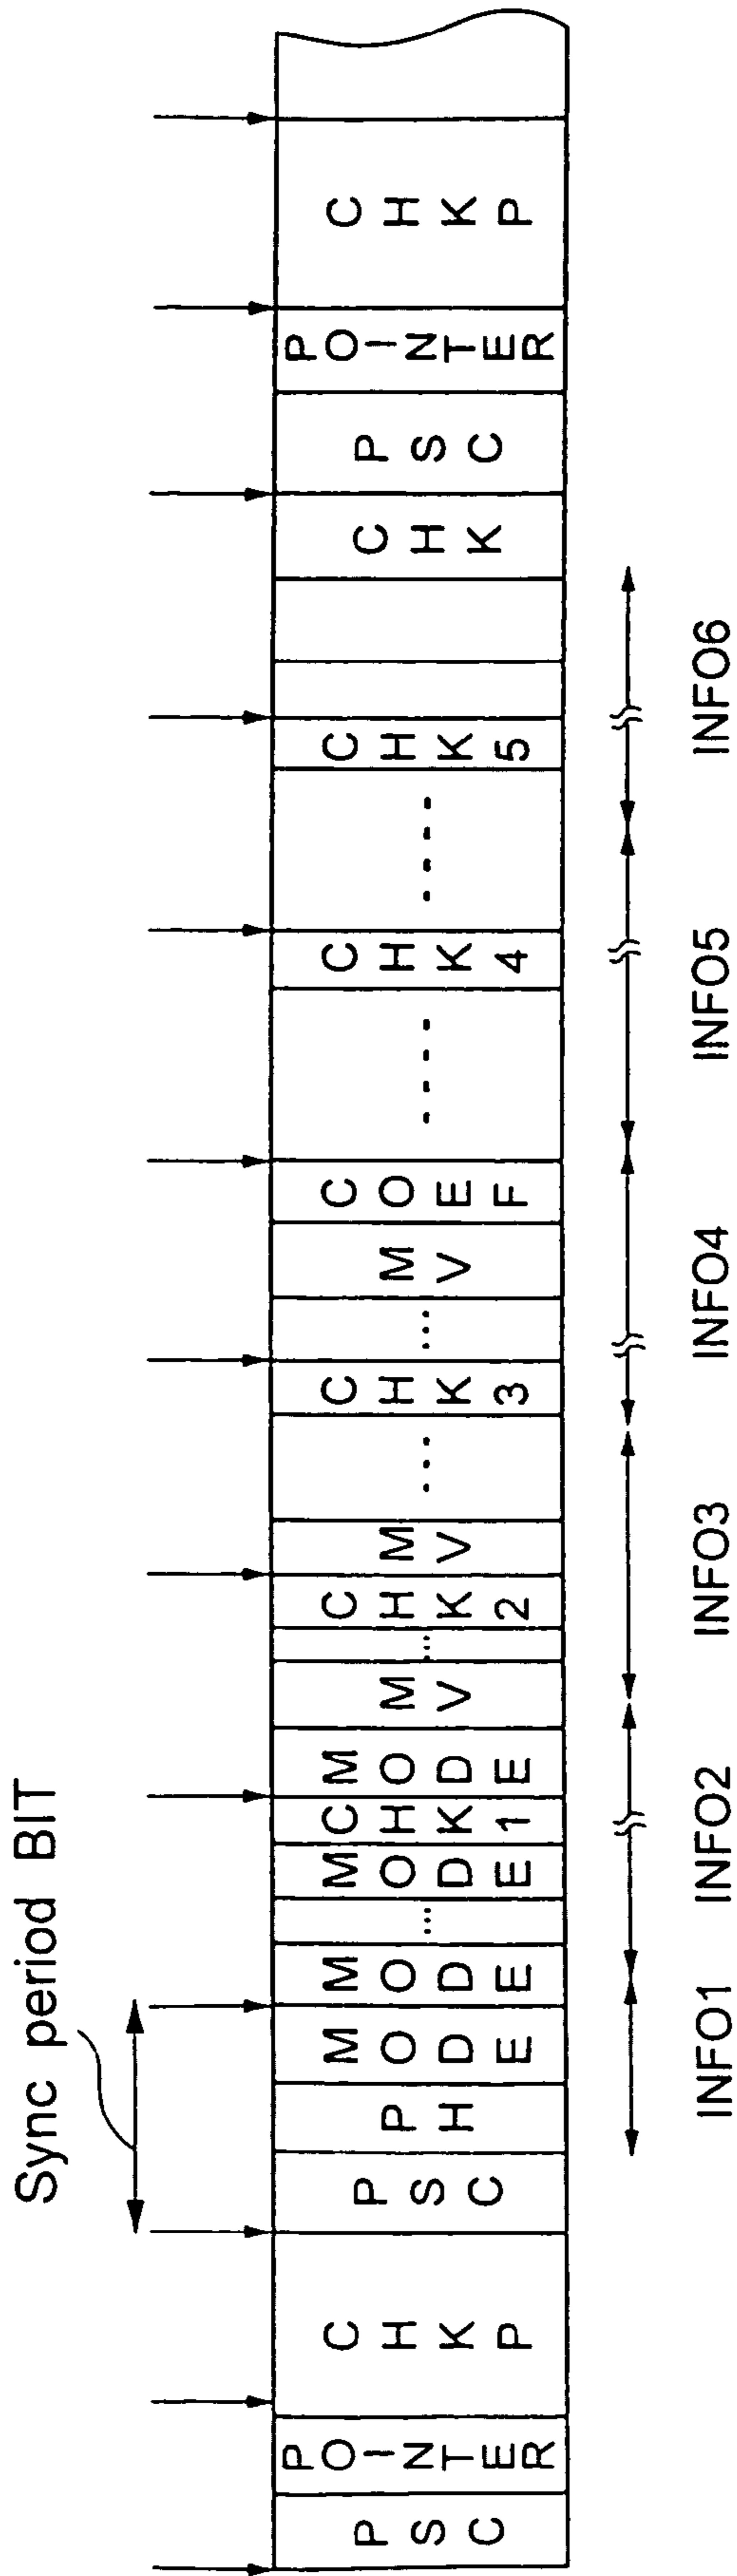 Sync period BIT
PSC
POINTER
CHKP
PSC
PH
MODE
MODE
...
MODE
CHK1
MODE
MV
...
CHK2
MV
...
CHK3
...
MV
COEF
....
CHK4
....
CHK5
CHK
PSC
POINTER
CHKP
INFO1
INFO2
INFO3
INFO4
INFO5
INFO6